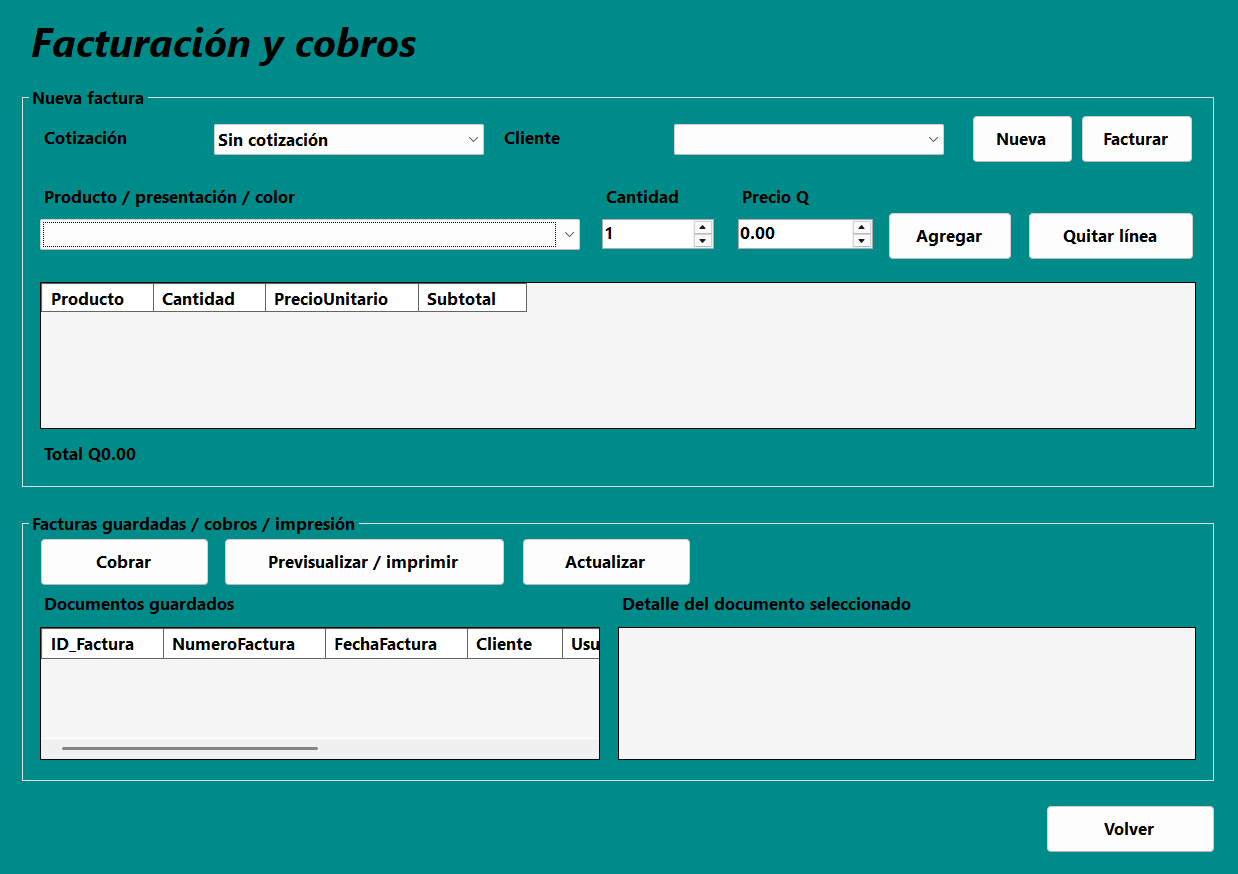 Facturación y cobros
Nueva factura
Cotización Sin cotización Cliente Nueva Facturar
Producto / presentación / color Cantidad Precio Q
1 0.00 Agregar Quitar línea
Producto Cantidad PrecioUnitario Subtotal
Total Q0.00
Facturas guardadas / cobros / impresión
Cobrar Previsualizar / imprimir Actualizar
Documentos guardados Detalle del documento seleccionado
ID_Factura NumeroFactura FechaFactura Cliente Usu
Volver